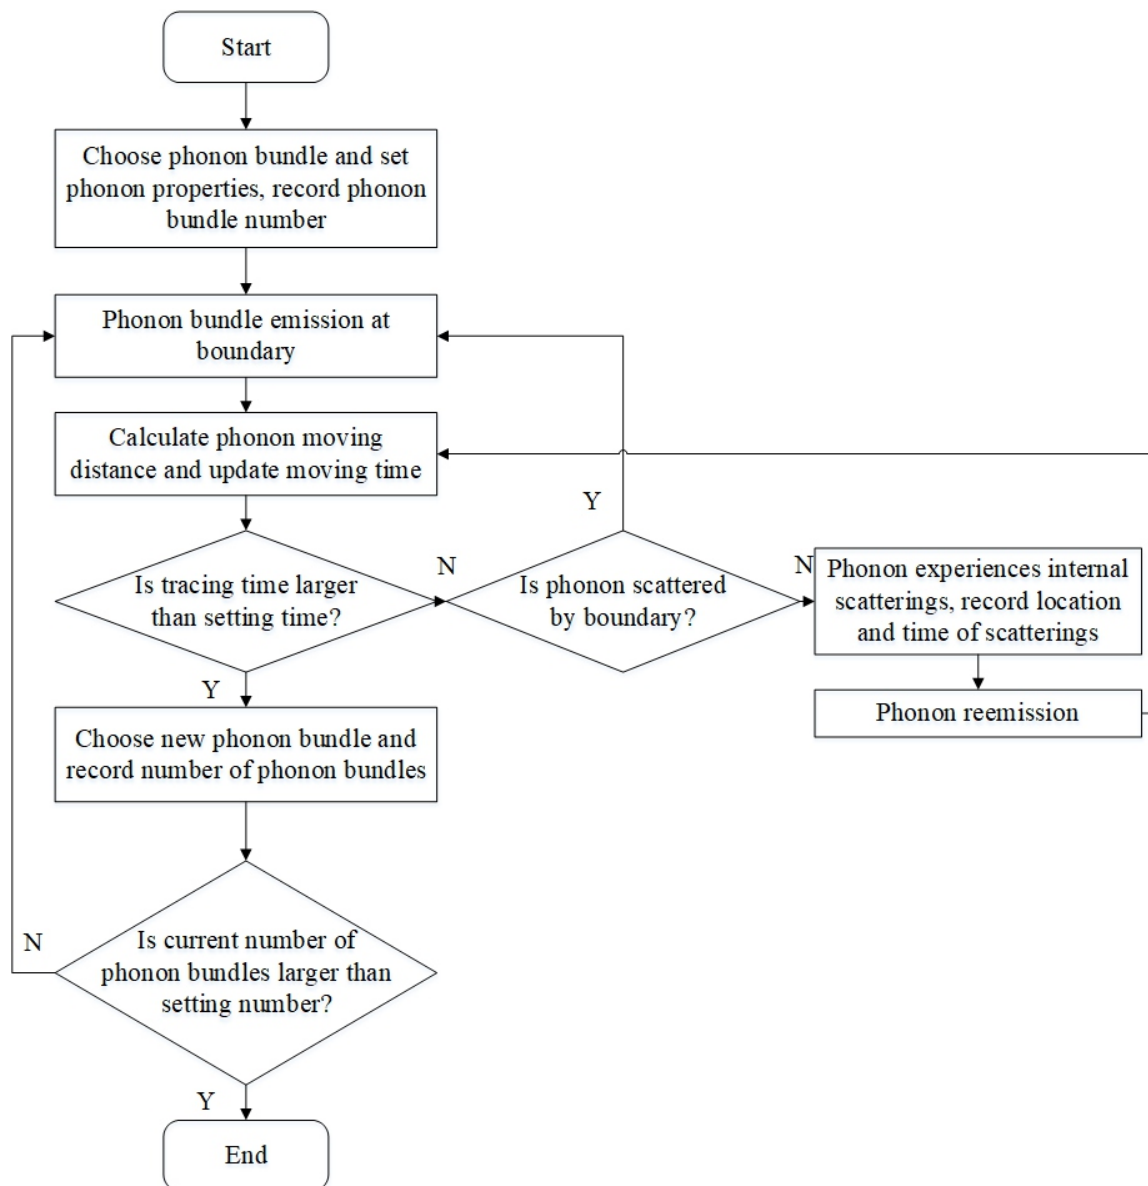 Start
Choose phonon bundle and set
phonon properties, record phonon
bundle number
Phonon bundle emission at
boundary
Calculate phonon moving
distance and update moving time
Y
Is tracing time larger
than setting time?
N
Is phonon scattered
by boundary?
N
Phonon experiences internal
scatterings, record location
and time of scatterings
Phonon reemission
Y
Choose new phonon bundle and
record number of phonon bundles
N
Is current number of
phonon bundles larger than
setting number?
Y
End